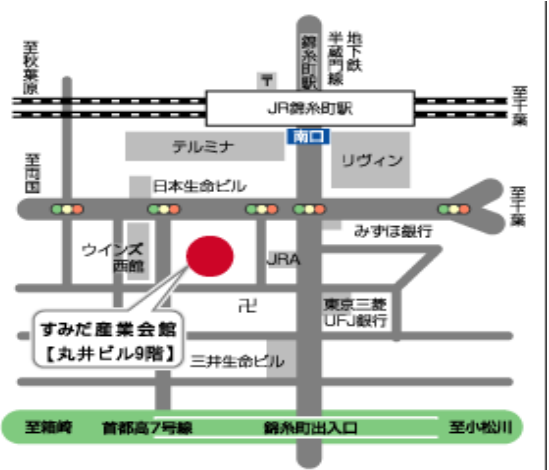 至秋葉原
錦糸町駅
地下鉄
半蔵門線
〒
至千葉
JR錦糸町駅
南口
テルミナ
リヴィン
至両国
日本生命ビル
至千葉
みずほ銀行
ウインズ
西館
JRA
卍
東京三菱
UFJ銀行
すみだ産業会館
【丸井ビル9階】
三井生命ビル
至箱崎
首都高7号線
錦糸町出入口
至小松川